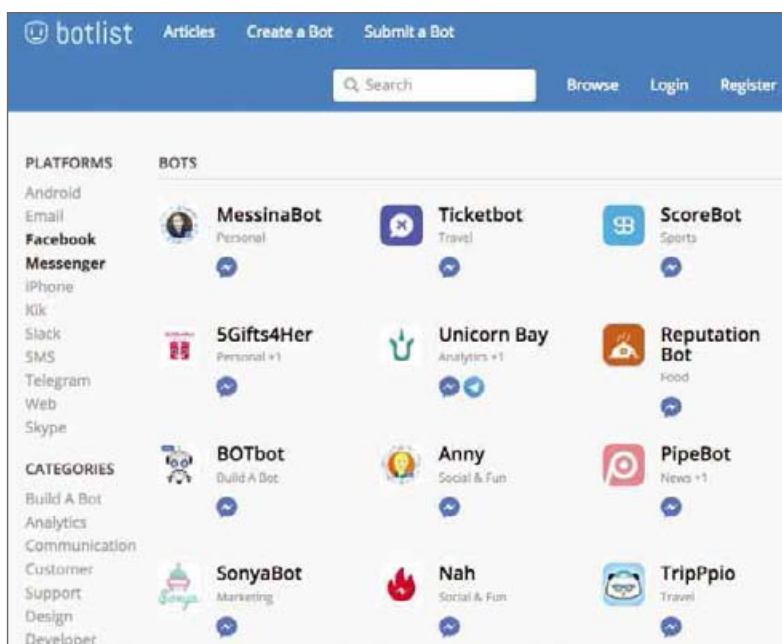 botlist Articles Create a Bot Submit a Bot
Search Browse Login Register
PLATFORMS
Android
Email
Facebook
Messenger
iPhone
Kik
Slack
SMS
Telegram
Web
Skype
CATEGORIES
Build A Bot
Analytics
Communication
Customer
Support
Design
Developer
BOTS
MessinaBot
Personal
Ticketbot
Travel
ScoreBot
Sports
5Gifts4Her
Personal +1
Unicorn Bay
Analytics +1
Reputation
Bot
Food
BOTbot
Build A Bot
Anny
Social & Fun
PipeBot
News +1
Sonya
SonyaBot
Marketing
Nah
Social & Fun
TripPpio
Travel